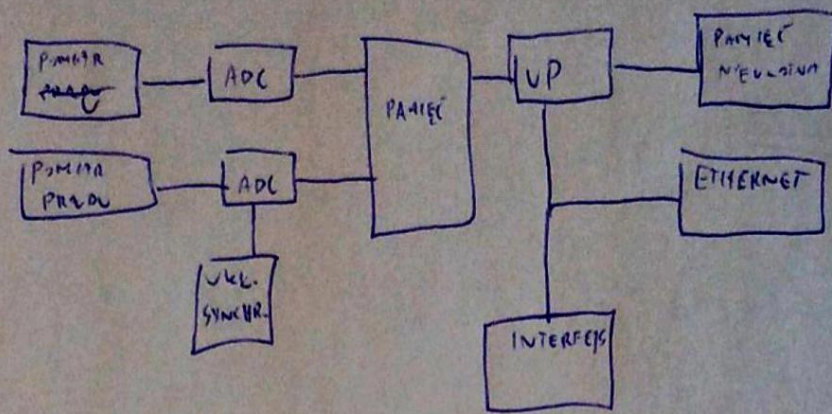 POMIAR
ADC
PAMIĘĆ
UP
PAMIĘĆ
NIEULOTNA
POMIAR
PRĄDU
ADC
ETHERNET
UKŁ.
SYNCHR.
INTERFEJS